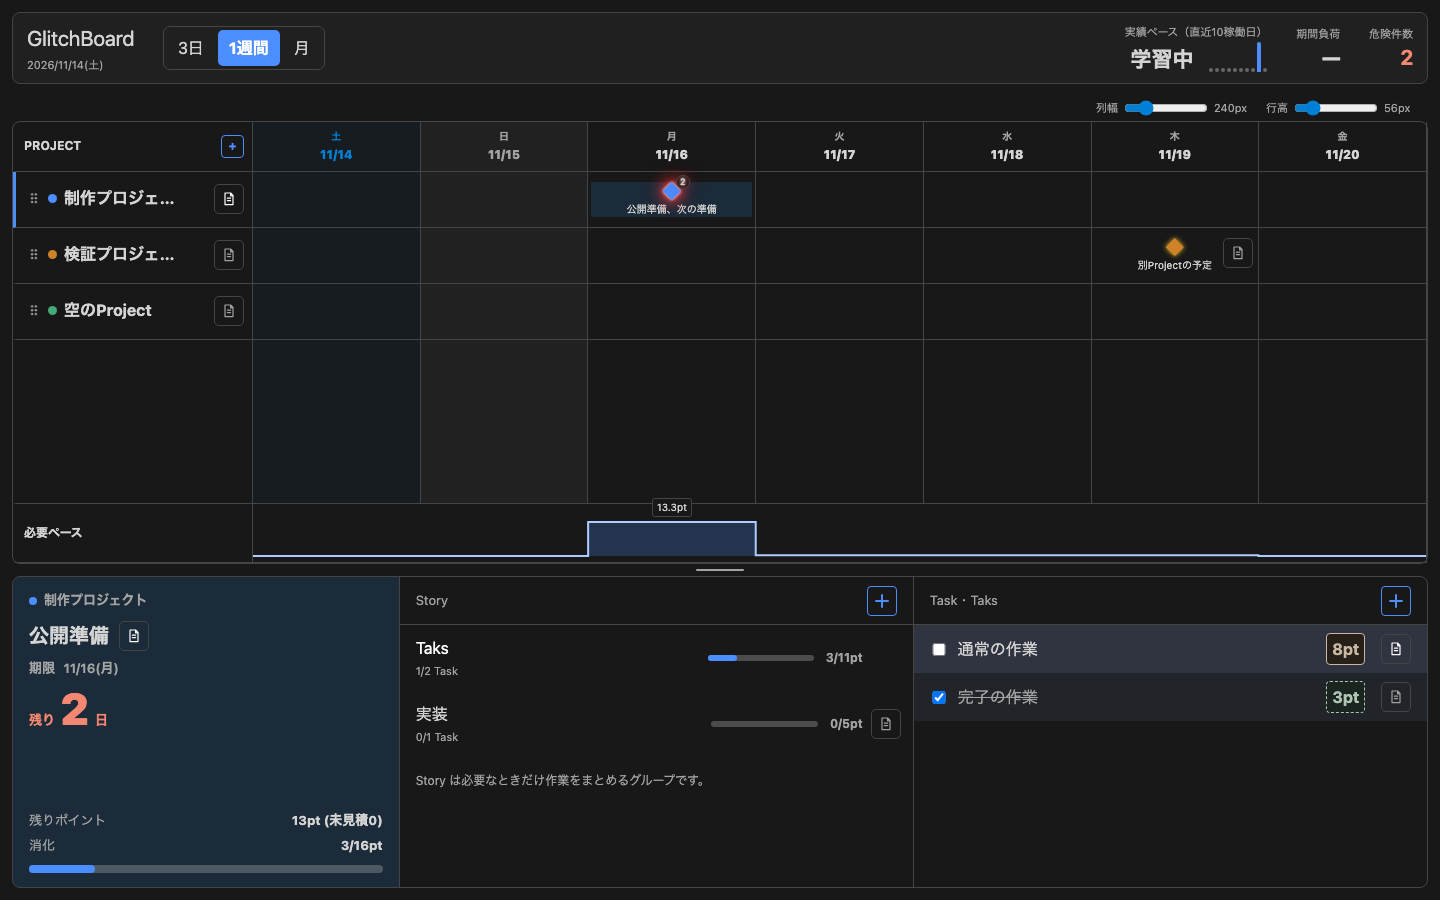 GlitchBoard
2026/11/14(土)
3日 1週間 月
実績ペース（直近10稼働日）
学習中
期間負荷
—
危険件数
2
列幅 240px 行高 56px
PROJECT +
土 11/14
日 11/15
月 11/16
火 11/17
水 11/18
木 11/19
金 11/20
制作プロジェ...
2
公開準備、次の準備
検証プロジェ...
別Projectの予定
空のProject
必要ペース
13.3pt
制作プロジェクト
公開準備
期限 11/16(月)
残り 2 日
残りポイント 13pt (未見積0)
消化 3/16pt
Story +
Taks
1/2 Task
3/11pt
実装
0/1 Task
0/5pt
Story は必要なときだけ作業をまとめるグループです。
Task・Taks +
通常の作業 8pt
完了の作業 3pt